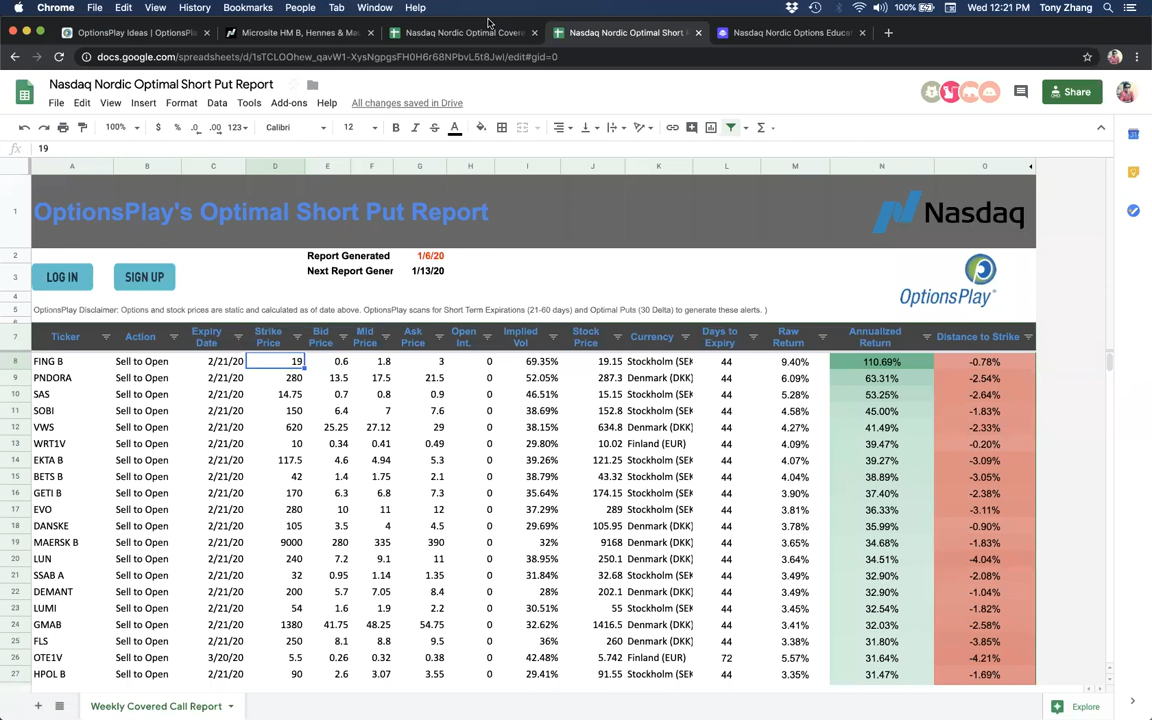 Chrome File Edit View History Bookmarks People Tab Window Help 100% Wed 12:21 PM Tony Zhang
OptionsPlay Ideas | OptionsPla × Microsite HM B, Hennes & Mau × Nasdaq Nordic Optimal Covere × Nasdaq Nordic Optimal Short × Nasdaq Nordic Options Educat × +
docs.google.com/spreadsheets/d/1sTCLOOhew_qavW1-XysNgpgsFH0H6r68NPbvL5t8JwI/edit#gid=0
Nasdaq Nordic Optimal Short Put Report
File Edit View Insert Format Data Tools Add-ons Help All changes saved in Drive
Share
100% $ % .0 .00 123 Calibri 12 B I S A
fx 19
A B C D E F G H I J K L M N O
1 OptionsPlay's Optimal Short Put Report Nasdaq
2 Report Generated 1/6/20
3 LOG IN SIGN UP Next Report Gener 1/13/20
OptionsPlay
4
5 OptionsPlay Disclaimer: Options and stock prices are static and calculated as of date above. OptionsPlay scans for Short Term Expirations (21-60 days) and Optimal Puts (30 Delta) to generate these alerts. )
6
7 Ticker Action Expiry Date Strike Price Bid Price Mid Price Ask Price Open Int. Implied Vol Stock Price Currency Days to Expiry Raw Return Annualized Return Distance to Strike
8 FING B Sell to Open 2/21/20 19 0.6 1.8 3 0 69.35% 19.15 Stockholm (SEK 44 9.40% 110.69% -0.78%
9 PNDORA Sell to Open 2/21/20 280 13.5 17.5 21.5 0 52.05% 287.3 Denmark (DKK) 44 6.09% 63.31% -2.54%
10 SAS Sell to Open 2/21/20 14.75 0.7 0.8 0.9 0 46.51% 15.15 Stockholm (SEK 44 5.28% 53.25% -2.64%
11 SOBI Sell to Open 2/21/20 150 6.4 7 7.6 0 38.69% 152.8 Stockholm (SEK 44 4.58% 45.00% -1.83%
12 VWS Sell to Open 2/21/20 620 25.25 27.12 29 0 38.15% 634.8 Denmark (DKK) 44 4.27% 41.49% -2.33%
13 WRT1V Sell to Open 2/21/20 10 0.34 0.41 0.49 0 29.80% 10.02 Finland (EUR) 44 4.09% 39.47% -0.20%
14 EKTA B Sell to Open 2/21/20 117.5 4.6 4.94 5.3 0 39.26% 121.25 Stockholm (SEK 44 4.07% 39.27% -3.09%
15 BETS B Sell to Open 2/21/20 42 1.4 1.75 2.1 0 38.79% 43.32 Stockholm (SEK 44 4.04% 38.89% -3.05%
16 GETI B Sell to Open 2/21/20 170 6.3 6.8 7.3 0 35.64% 174.15 Stockholm (SEK 44 3.90% 37.40% -2.38%
17 EVO Sell to Open 2/21/20 280 10 11 12 0 37.29% 289 Stockholm (SEK 44 3.81% 36.33% -3.11%
18 DANSKE Sell to Open 2/21/20 105 3.5 4 4.5 0 29.69% 105.95 Denmark (DKK) 44 3.78% 35.99% -0.90%
19 MAERSK B Sell to Open 2/21/20 9000 280 335 390 0 32% 9168 Denmark (DKK) 44 3.65% 34.68% -1.83%
20 LUN Sell to Open 2/21/20 240 7.2 9.1 11 0 38.95% 250.1 Denmark (DKK) 44 3.64% 34.51% -4.04%
21 SSAB A Sell to Open 2/21/20 32 0.95 1.14 1.35 0 31.84% 32.68 Stockholm (SEK 44 3.49% 32.90% -2.08%
22 DEMANT Sell to Open 2/21/20 200 5.7 7.05 8.4 0 28% 202.1 Denmark (DKK) 44 3.49% 32.90% -1.04%
23 LUMI Sell to Open 2/21/20 54 1.6 1.9 2.2 0 30.51% 55 Stockholm (SEK 44 3.45% 32.54% -1.82%
24 GMAB Sell to Open 2/21/20 1380 41.75 48.25 54.75 0 32.62% 1416.5 Denmark (DKK) 44 3.41% 32.03% -2.58%
25 FLS Sell to Open 2/21/20 250 8.1 8.8 9.5 0 36% 260 Denmark (DKK) 44 3.38% 31.80% -3.85%
26 OTE1V Sell to Open 3/20/20 5.5 0.26 0.32 0.38 0 42.48% 5.742 Finland (EUR) 72 5.57% 31.64% -4.21%
27 HPOL B Sell to Open 2/21/20 90 2.6 3.07 3.55 0 29.41% 91.55 Stockholm (SEK 44 3.35% 31.47% -1.69%
Weekly Covered Call Report Explore